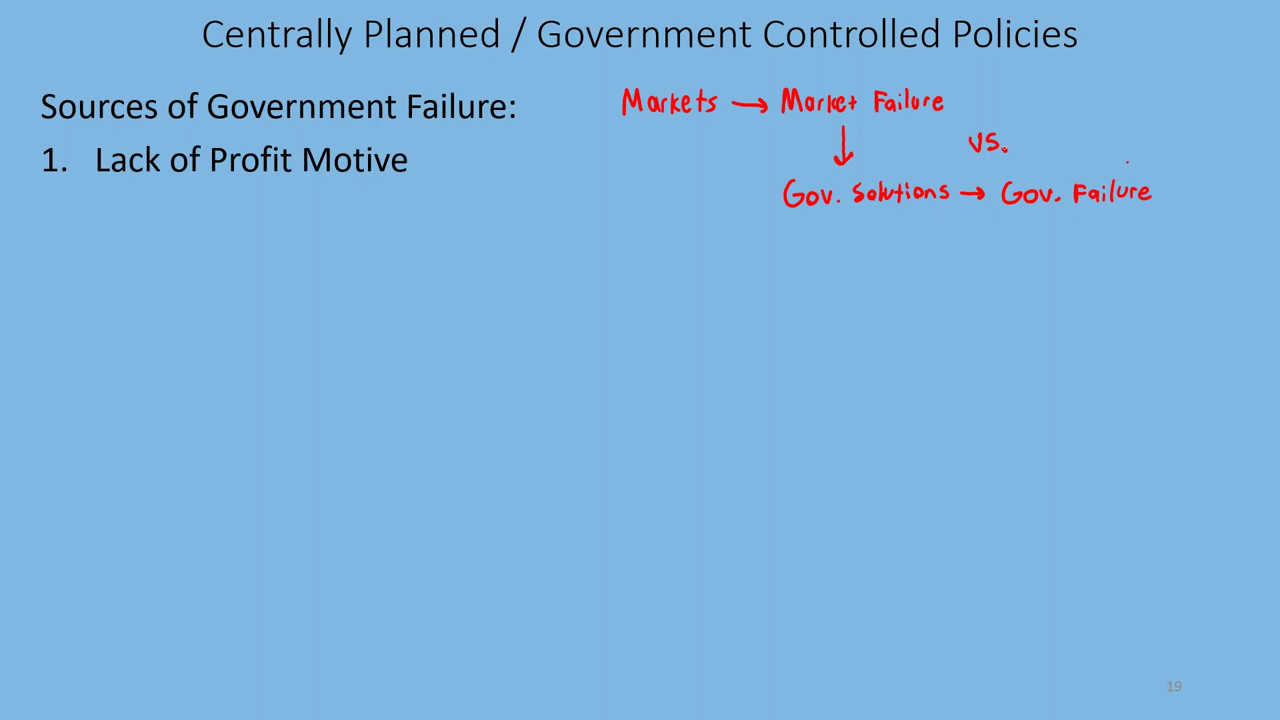 Centrally Planned / Government Controlled Policies
Sources of Government Failure:
1. Lack of Profit Motive
Markets → Market Failure
↓
vs.
Gov. Solutions → Gov. Failure
19